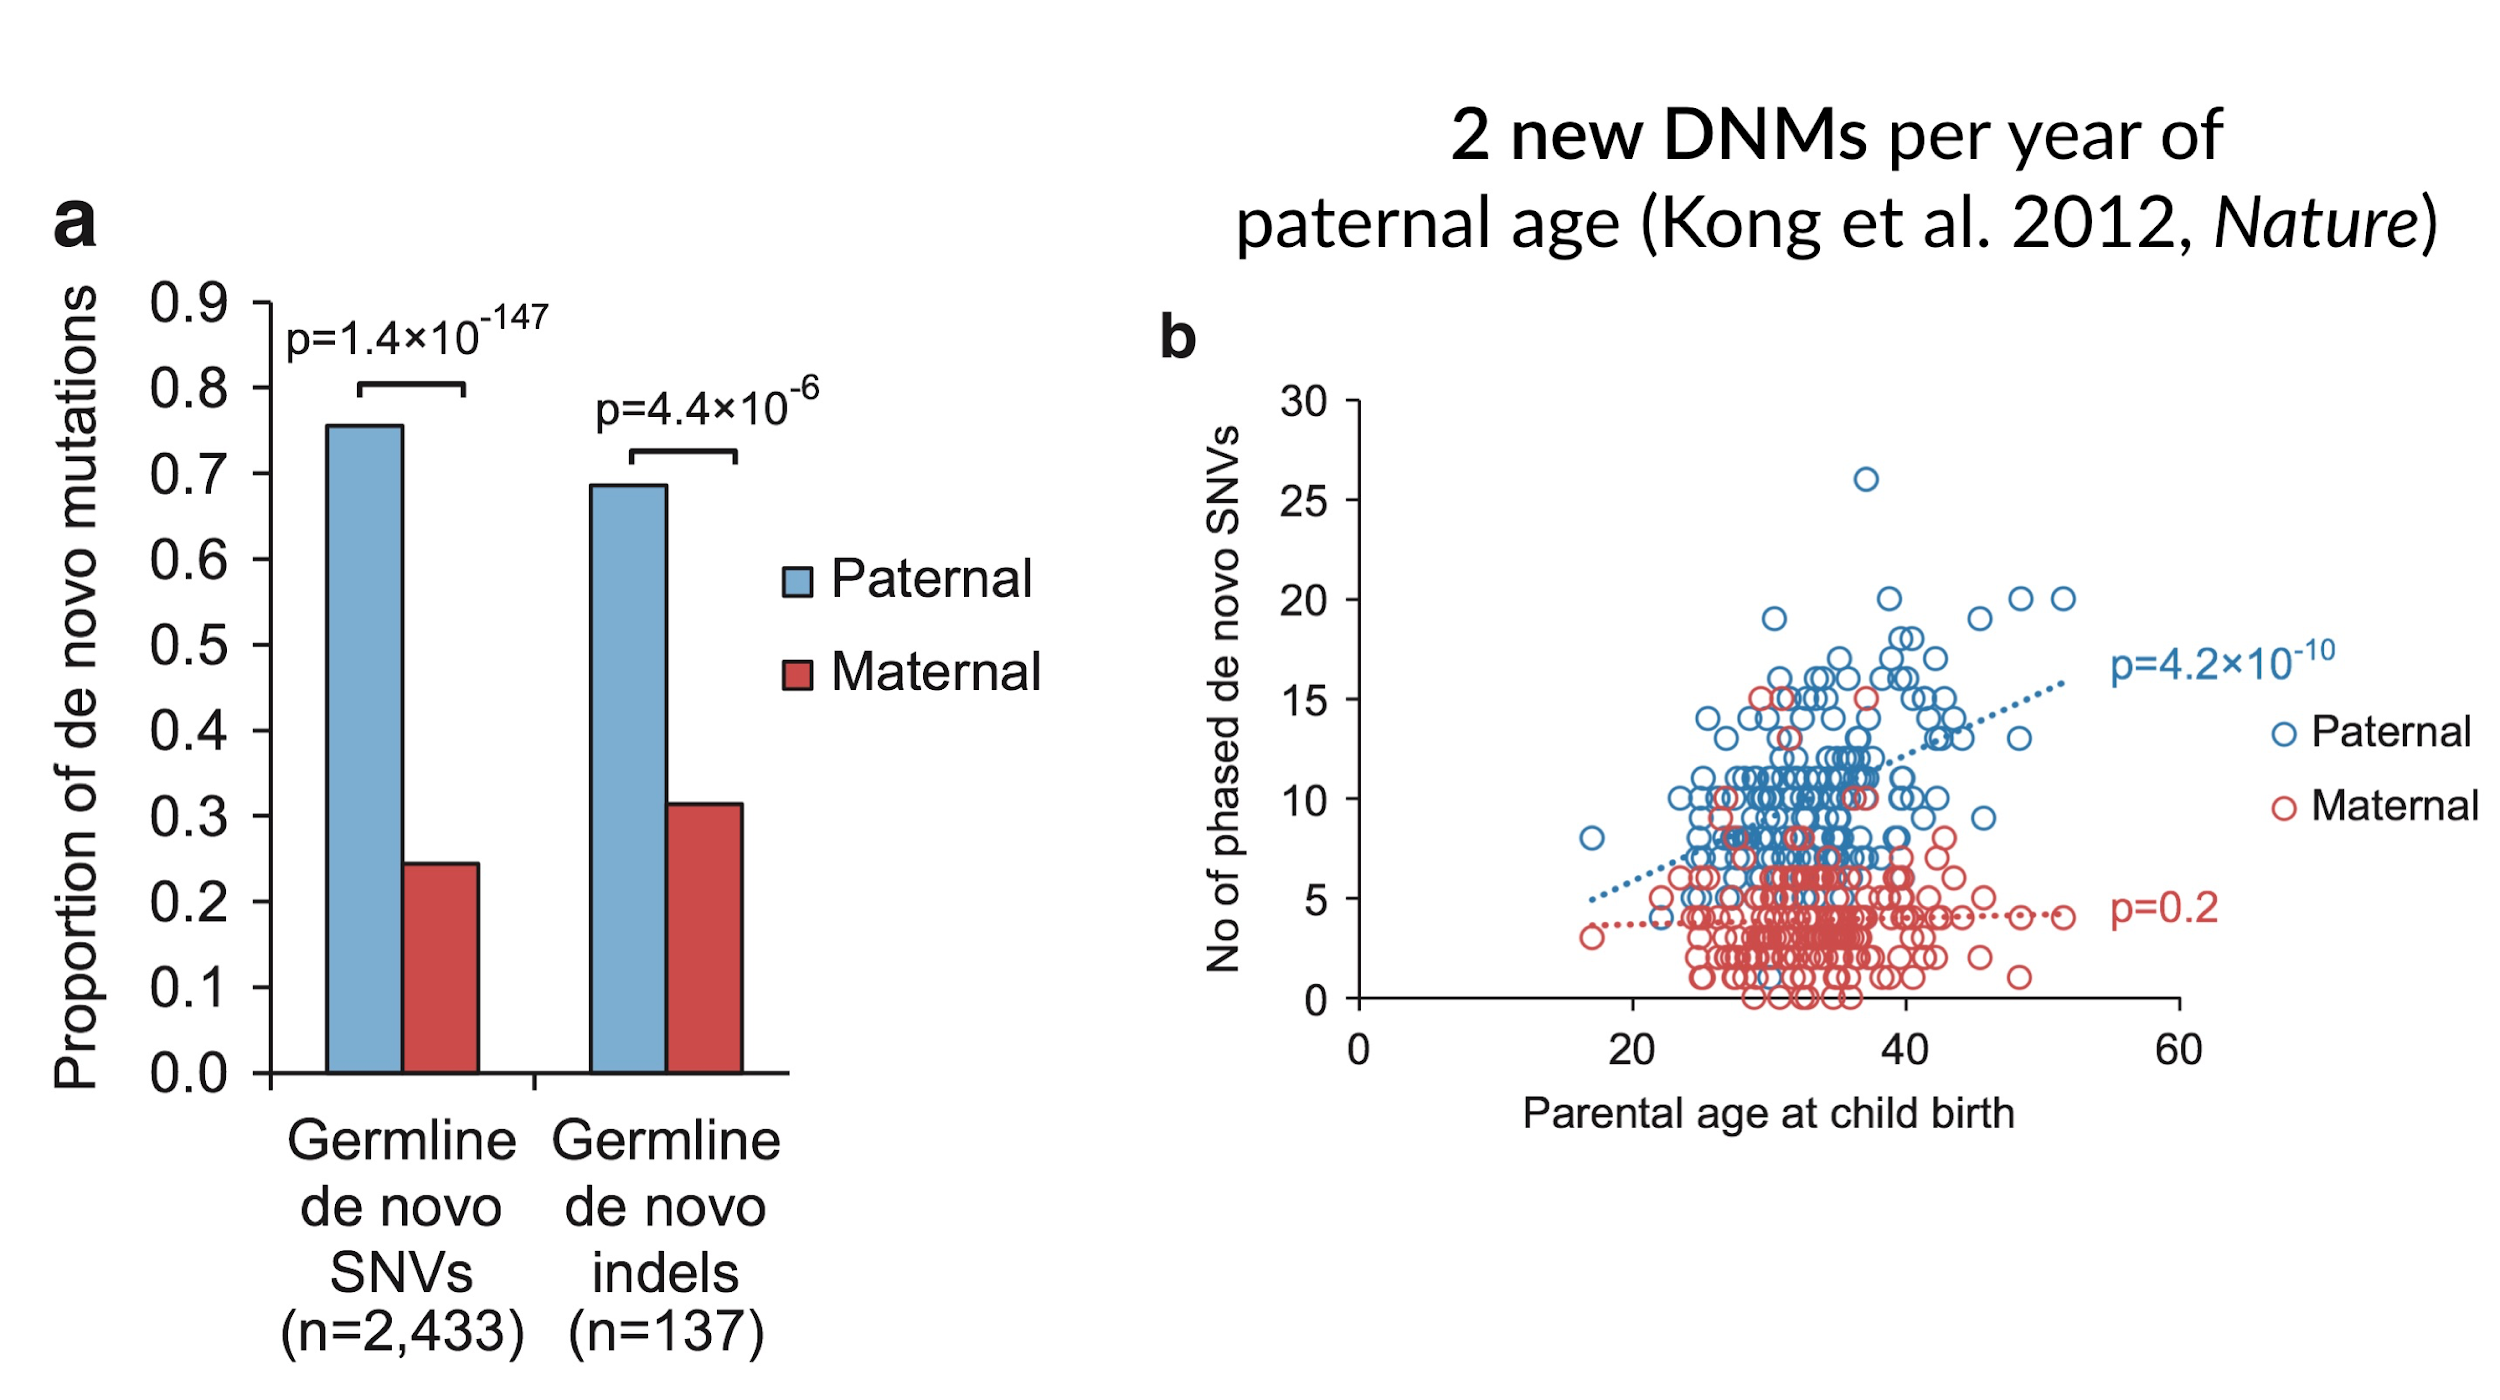 2 new DNMs per year of
paternal age (Kong et al. 2012, Nature)
a
Proportion of de novo mutations
0.9
0.8
0.7
0.6
0.5
0.4
0.3
0.2
0.1
0.0
p=1.4×10-147
p=4.4×10-6
Paternal
Maternal
Germline
de novo
SNVs
(n=2,433)
Germline
de novo
indels
(n=137)
b
No of phased de novo SNVs
30
25
20
15
10
5
0
0
20
40
60
Parental age at child birth
p=4.2×10-10
Paternal
Maternal
p=0.2